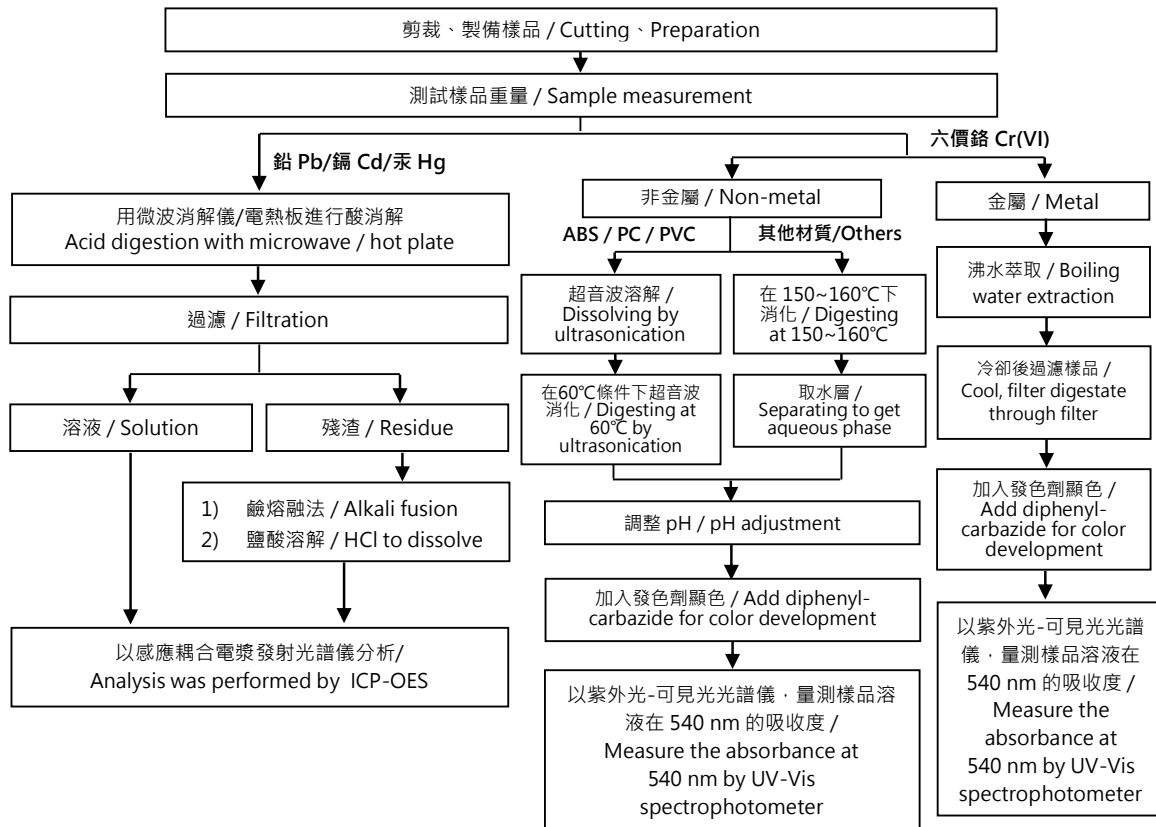 剪裁、製備樣品 / Cutting、Preparation
測試樣品重量 / Sample measurement
鉛 Pb/鎘 Cd/汞 Hg
用微波消解儀/電熱板進行酸消解
Acid digestion with microwave / hot plate
過濾 / Filtration
溶液 / Solution
殘渣 / Residue
1) 鹼熔融法 / Alkali fusion
2) 鹽酸溶解 / HCl to dissolve
以感應耦合電漿發射光譜儀分析/
Analysis was performed by ICP-OES
六價鉻 Cr(VI)
非金屬 / Non-metal
ABS / PC / PVC
超音波溶解 /
Dissolving by
ultrasonication
在60℃條件下超音波
消化 / Digesting at
60℃ by
ultrasonication
其他材質/Others
在 150~160℃下
消化 / Digesting
at 150~160℃
取水層 /
Separating to get
aqueous phase
調整 pH / pH adjustment
加入發色劑顯色 / Add diphenyl-
carbazide for color development
以紫外光-可見光光譜儀，量測樣品溶
液在 540 nm 的吸收度 /
Measure the absorbance at
540 nm by UV-Vis
spectrophotometer
金屬 / Metal
沸水萃取 / Boiling
water extraction
冷卻後過濾樣品 /
Cool, filter digestate
through filter
加入發色劑顯色 /
Add diphenyl-
carbazide for color
development
以紫外光-可見光光譜
儀，量測樣品溶液在
540 nm 的吸收度 /
Measure the
absorbance at
540 nm by UV-Vis
spectrophotometer